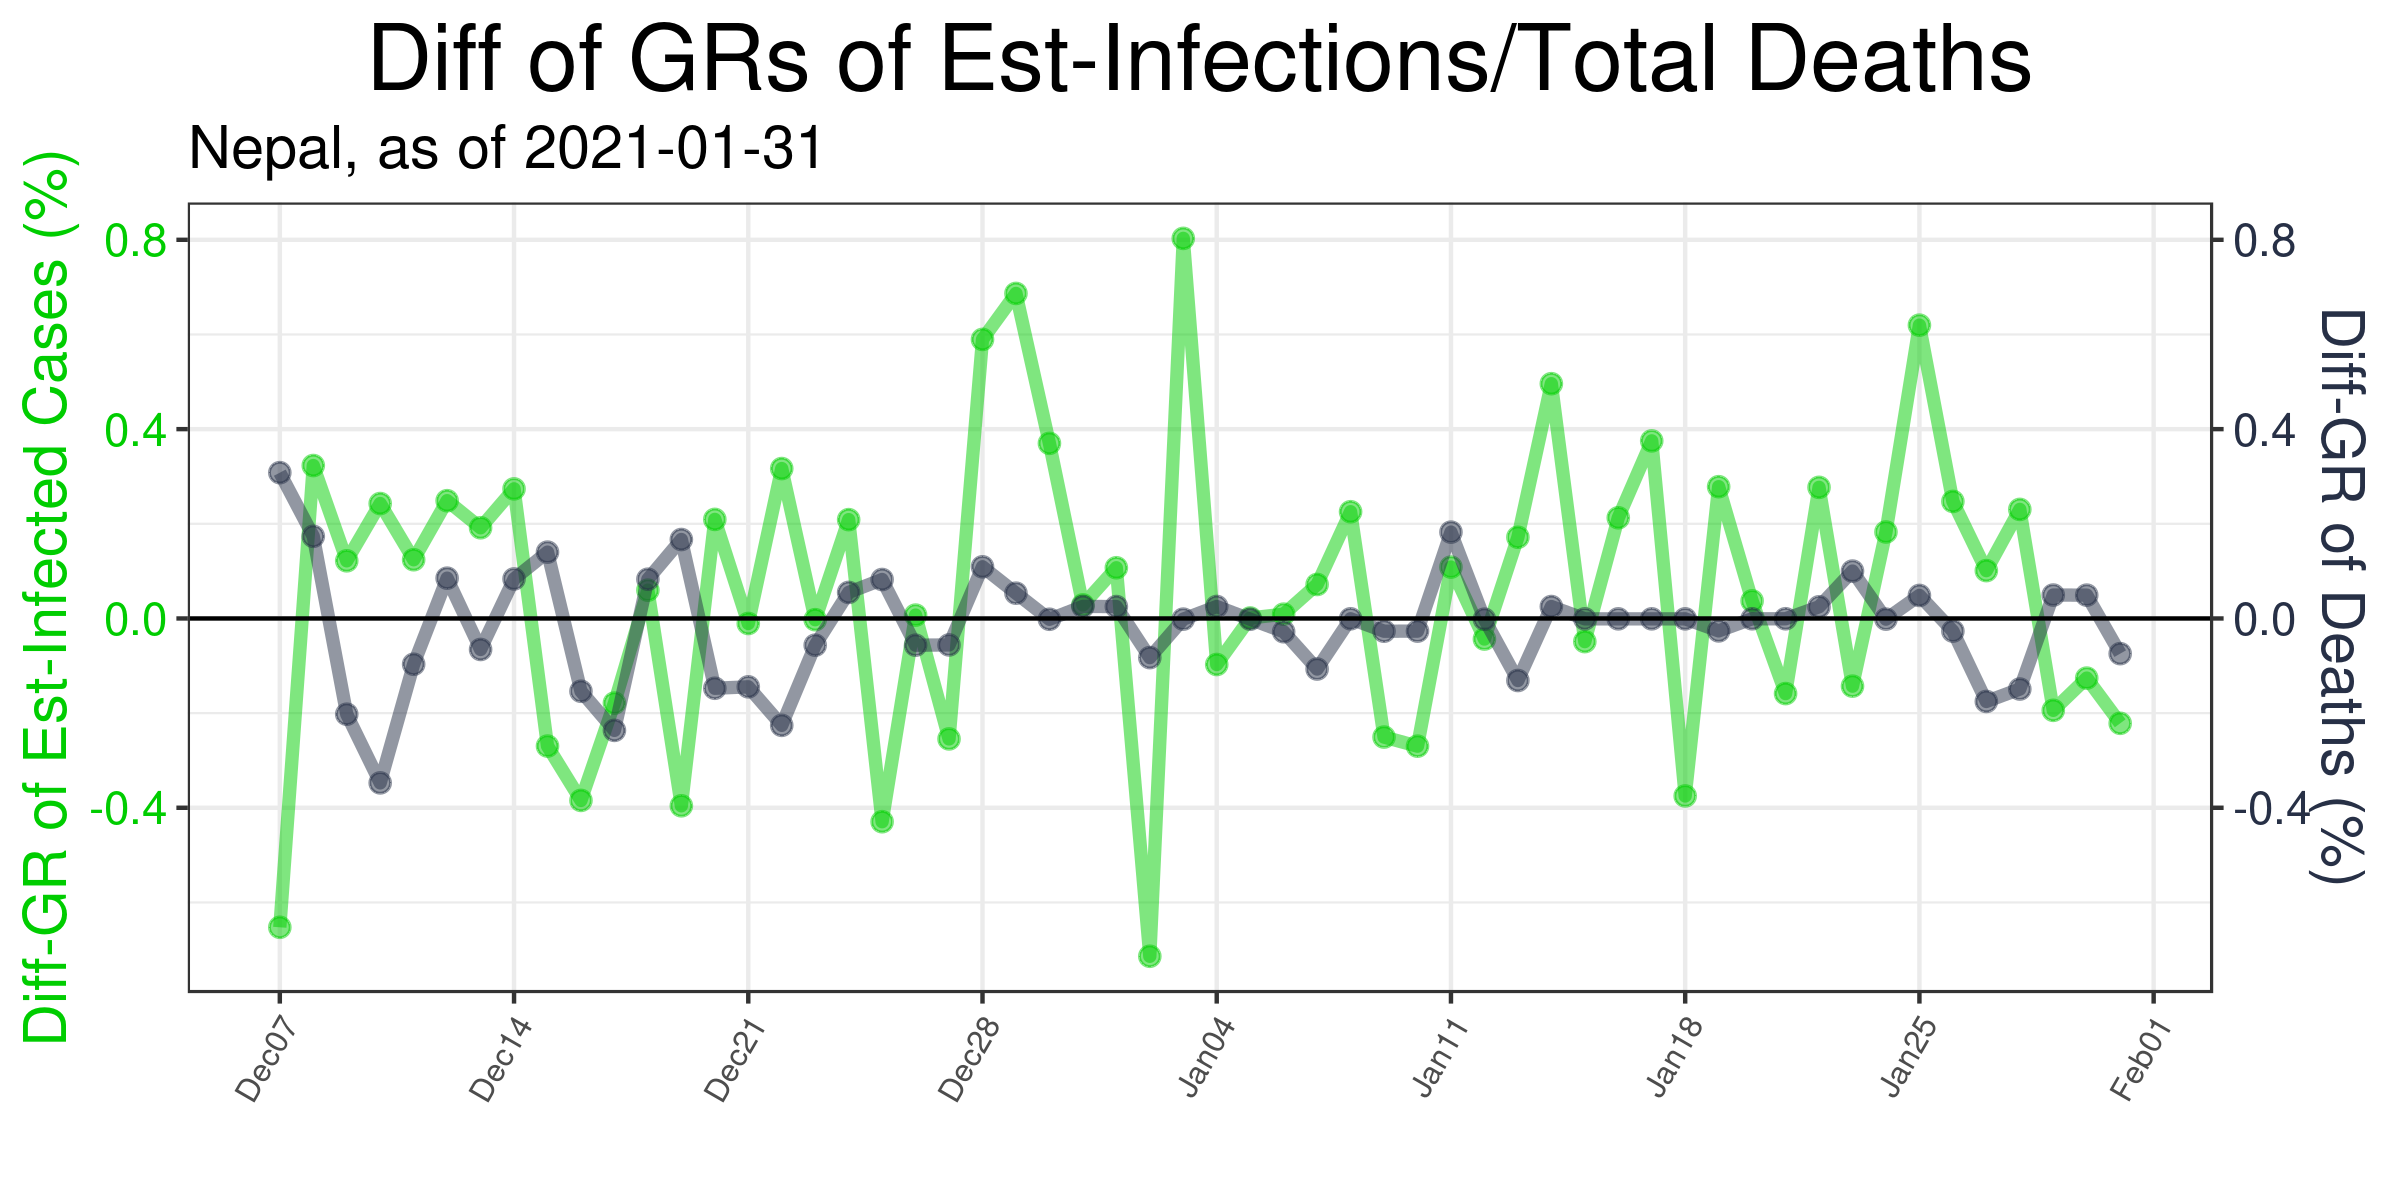 Diff of GRs of Est-Infections/Total Deaths
Nepal, as of 2021-01-31
Diff-GR of Est-Infected Cases (%)
0.8
0.4
0.0
-0.4
0.8
0.4
0.0
-0.4
Diff-GR of Deaths (%)
Dec07
Dec14
Dec21
Dec28
Jan04
Jan11
Jan18
Jan25
Feb01